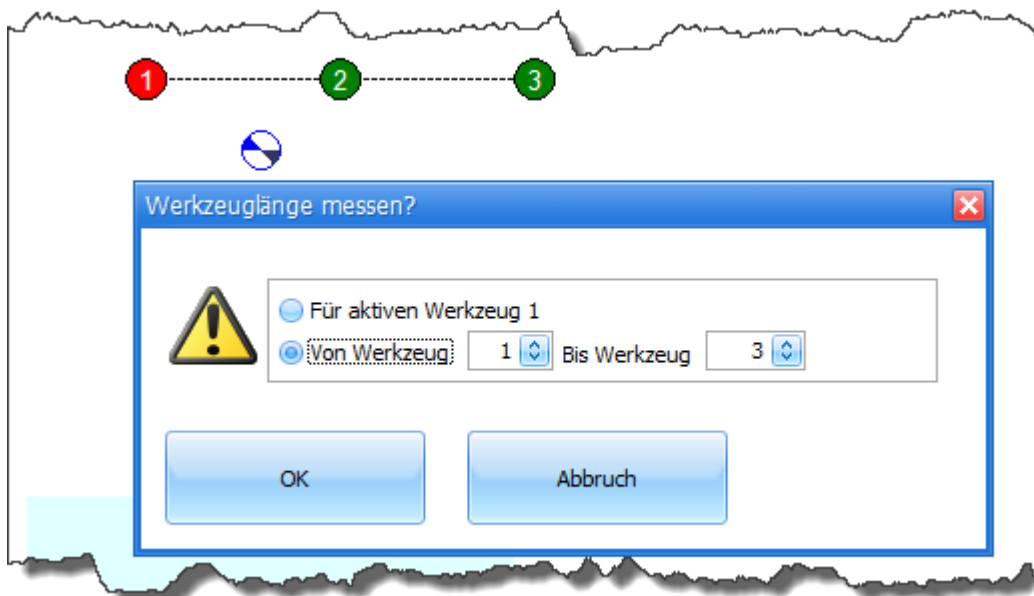 1 2 3
Werkzeuglänge messen?
Für aktiven Werkzeug 1
Von Werkzeug 1 Bis Werkzeug 3
OK Abbruch